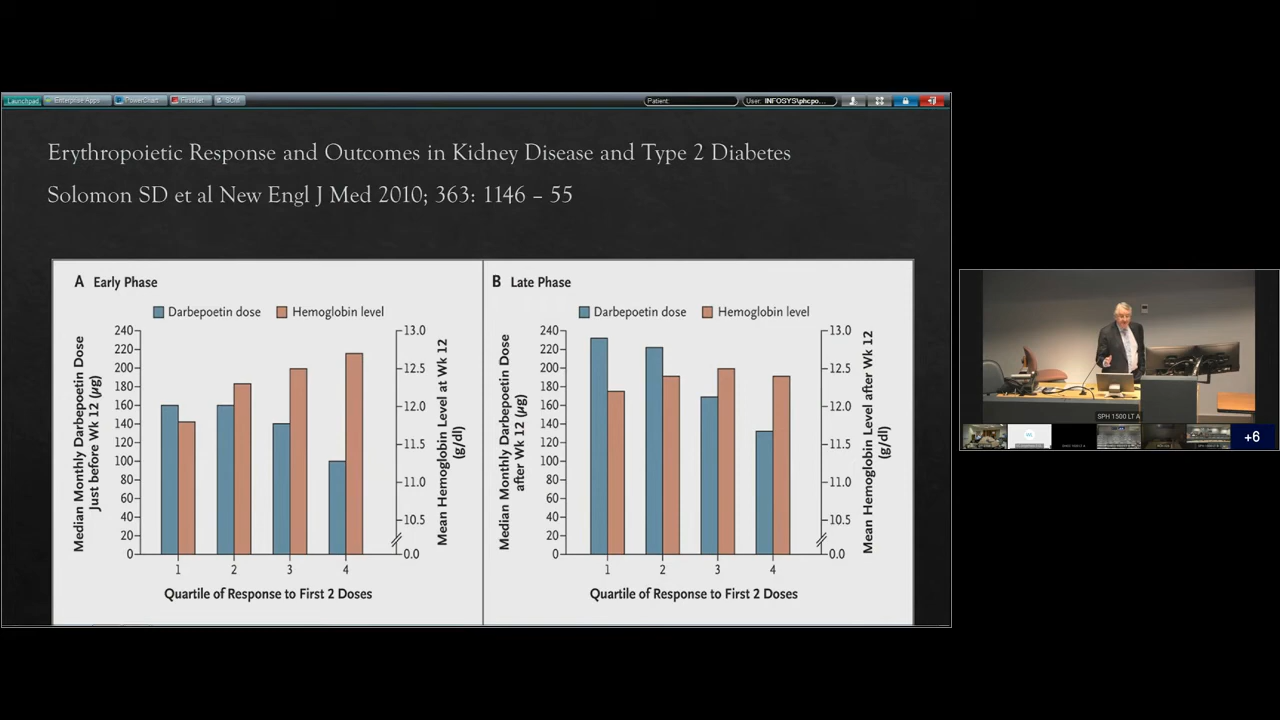 Launchpad
Enterprise Apps
PowerChart
FirstNet
SCM
Patient:
User: INFOSYS\phcpo...
Erythropoietic Response and Outcomes in Kidney Disease and Type 2 Diabetes
Solomon SD et al New Engl J Med 2010; 363: 1146 – 55
A Early Phase
Darbepoetin dose
Hemoglobin level
Median Monthly Darbepoetin Dose
Just before Wk 12 (µg)
240
220
200
180
160
140
120
100
80
60
40
20
0
13.0
12.5
12.0
11.5
11.0
10.5
0.0
Mean Hemoglobin Level at Wk 12
(g/dl)
1 2 3 4
Quartile of Response to First 2 Doses
B Late Phase
Darbepoetin dose
Hemoglobin level
Median Monthly Darbepoetin Dose
after Wk 12 (µg)
240
220
200
180
160
140
120
100
80
60
40
20
0
13.0
12.5
12.0
11.5
11.0
10.5
0.0
Mean Hemoglobin Level after Wk 12
(g/dl)
1 2 3 4
Quartile of Response to First 2 Doses
SPH 1500 LT A
+6